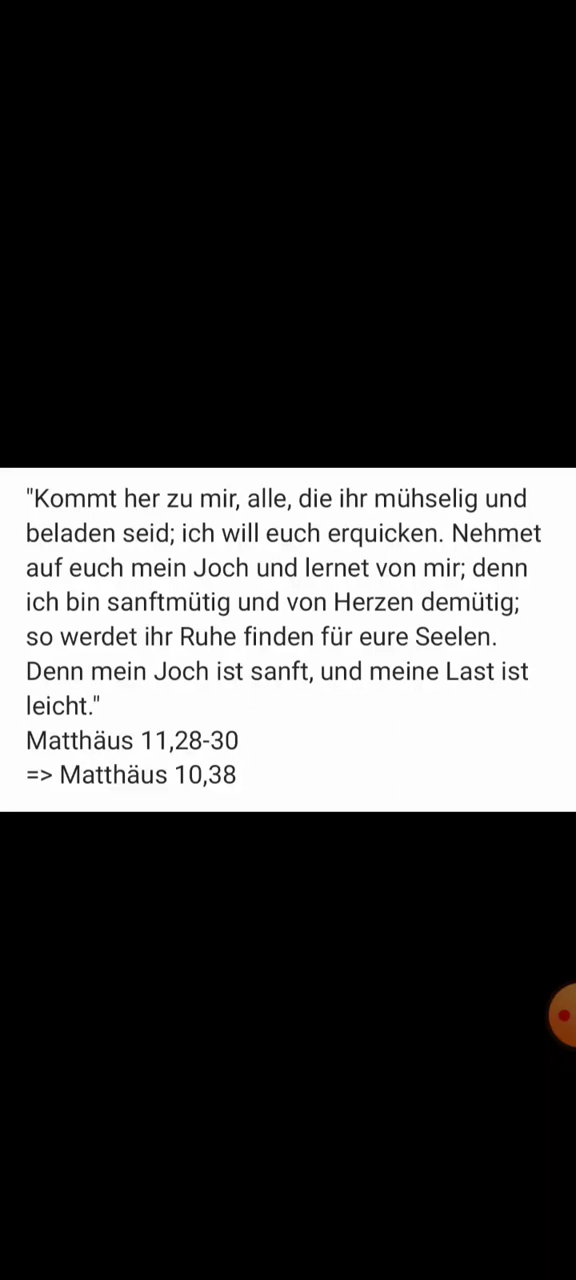 "Kommt her zu mir, alle, die ihr mühselig und
beladen seid; ich will euch erquicken. Nehmet
auf euch mein Joch und lernet von mir; denn
ich bin sanftmütig und von Herzen demütig;
so werdet ihr Ruhe finden für eure Seelen.
Denn mein Joch ist sanft, und meine Last ist
leicht."
Matthäus 11,28-30
=> Matthäus 10,38